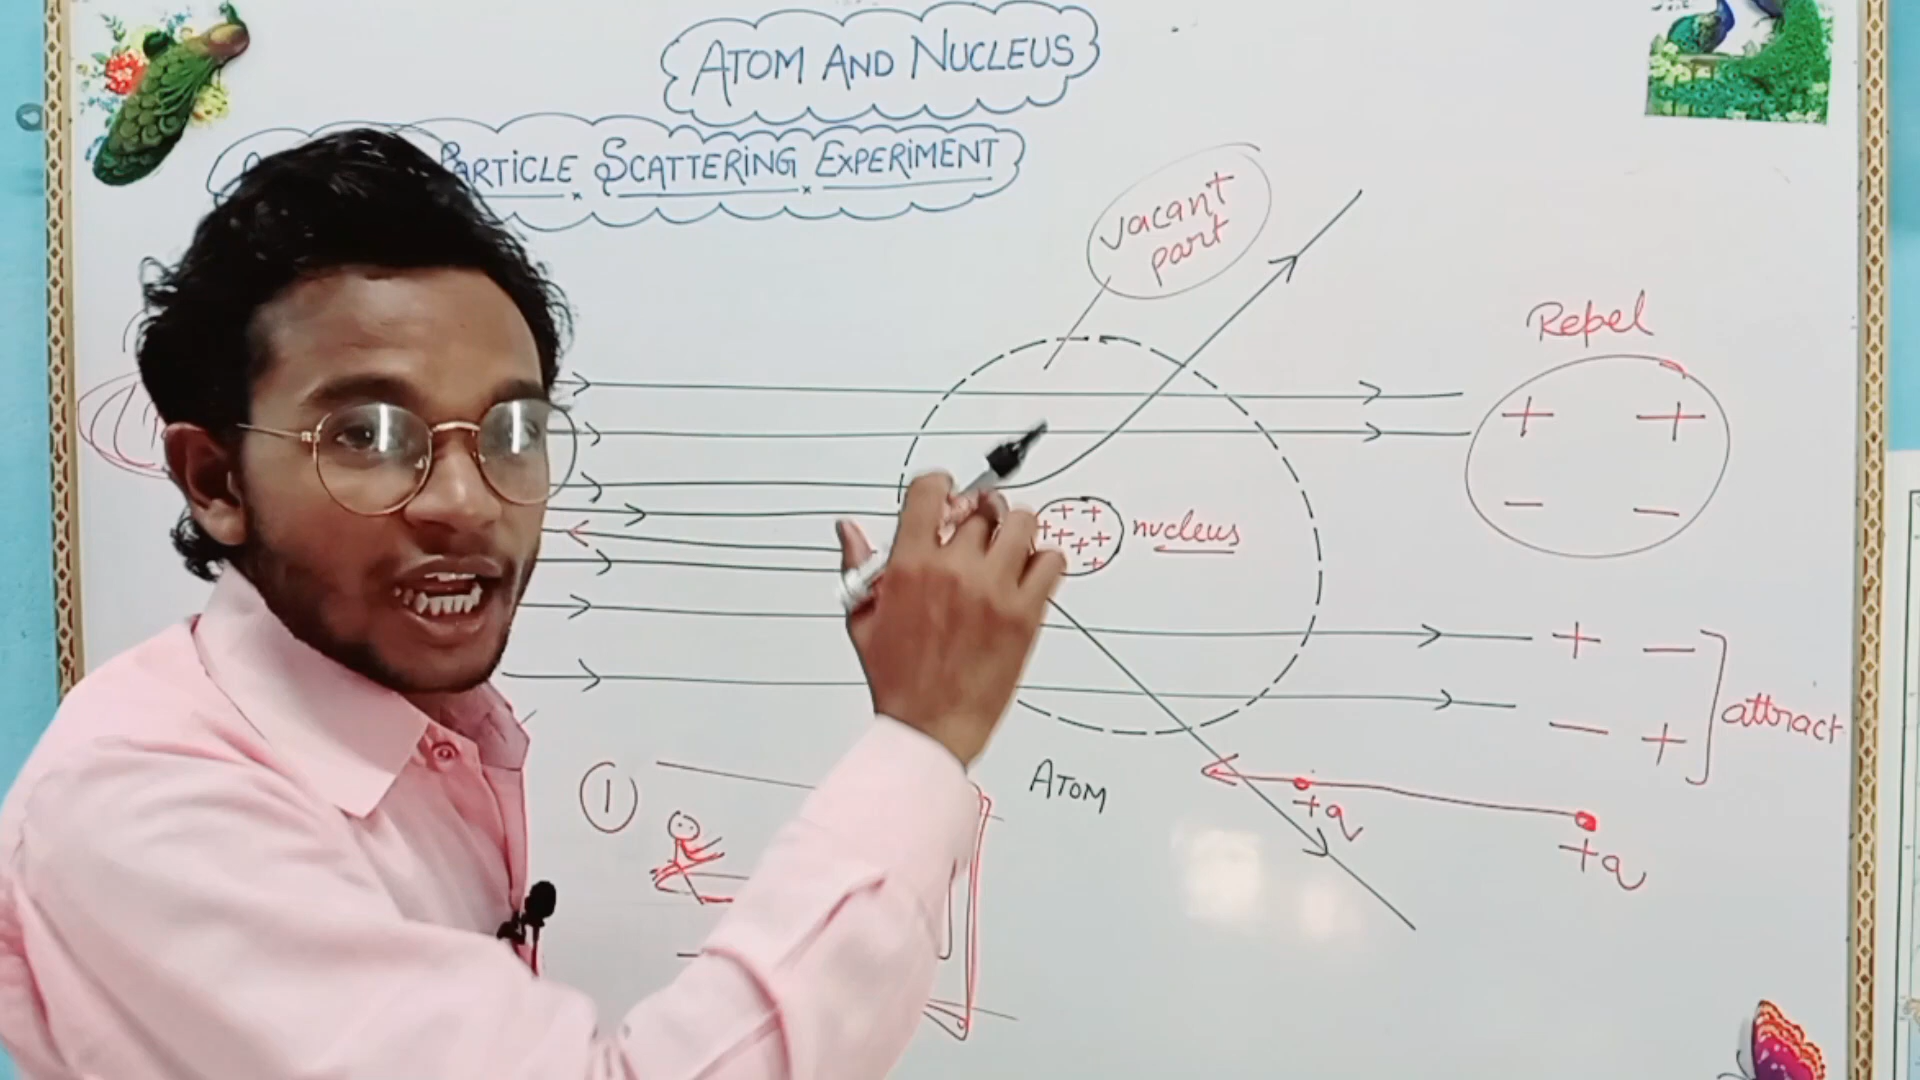 ATOM AND NUCLEUS
PARTICLE SCATTERING EXPERIMENT
vacant
part
Repel
+ +
- -
+ +
+ + + +
+
nucleus
+ -
- +
attract
ATOM
+q
+q
1